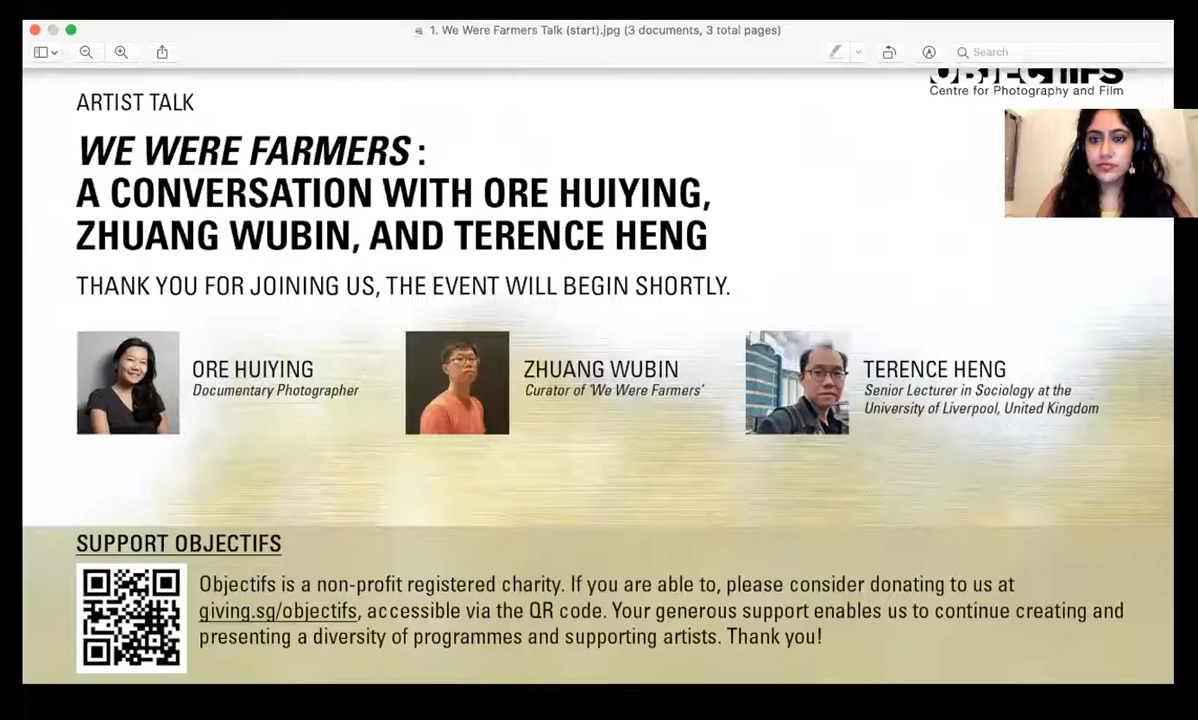 1. We Were Farmers Talk (start).jpg (3 documents, 3 total pages)
Search
OBJECTIFS
Centre for Photography and Film
ARTIST TALK
WE WERE FARMERS :
A CONVERSATION WITH ORE HUIYING,
ZHUANG WUBIN, AND TERENCE HENG
THANK YOU FOR JOINING US, THE EVENT WILL BEGIN SHORTLY.
ORE HUIYING
Documentary Photographer
ZHUANG WUBIN
Curator of 'We Were Farmers'
TERENCE HENG
Senior Lecturer in Sociology at the
University of Liverpool, United Kingdom
SUPPORT OBJECTIFS
Objectifs is a non-profit registered charity. If you are able to, please consider donating to us at
giving.sg/objectifs, accessible via the QR code. Your generous support enables us to continue creating and
presenting a diversity of programmes and supporting artists. Thank you!